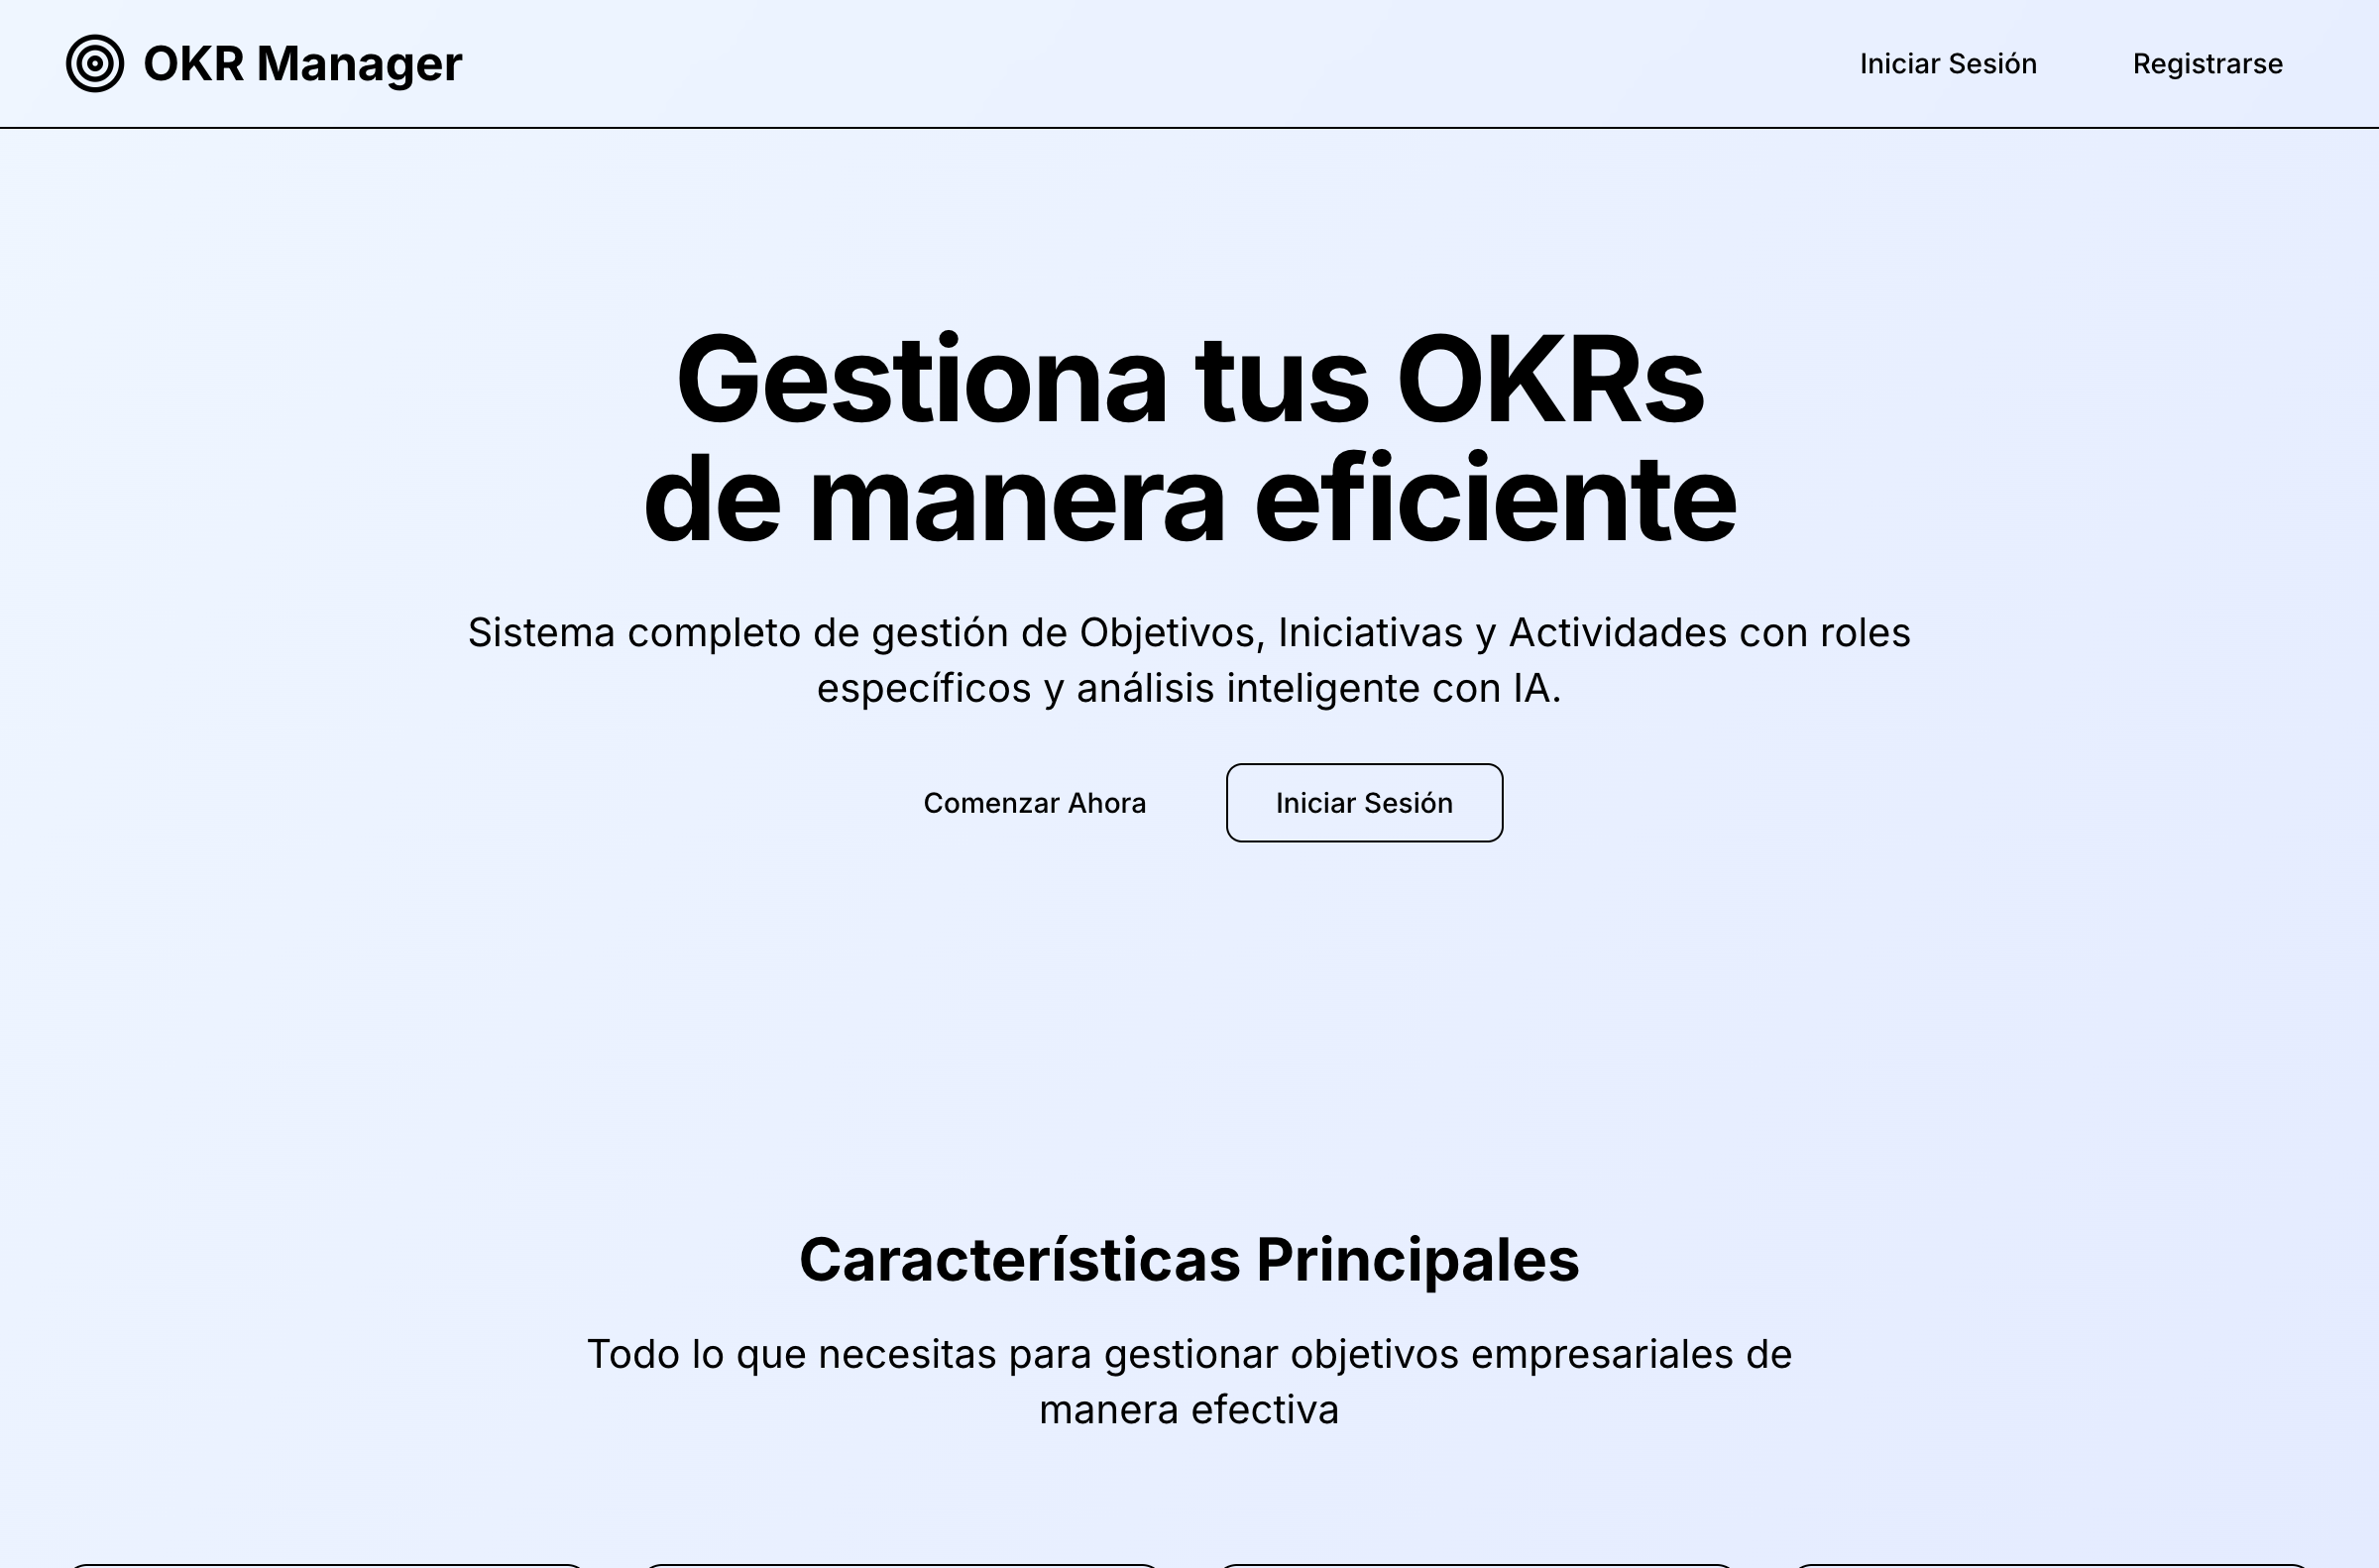 OKR Manager
Iniciar Sesión
Registrarse
Gestiona tus OKRs
de manera eficiente
Sistema completo de gestión de Objetivos, Iniciativas y Actividades con roles
específicos y análisis inteligente con IA.
Comenzar Ahora
Iniciar Sesión
Características Principales
Todo lo que necesitas para gestionar objetivos empresariales de
manera efectiva